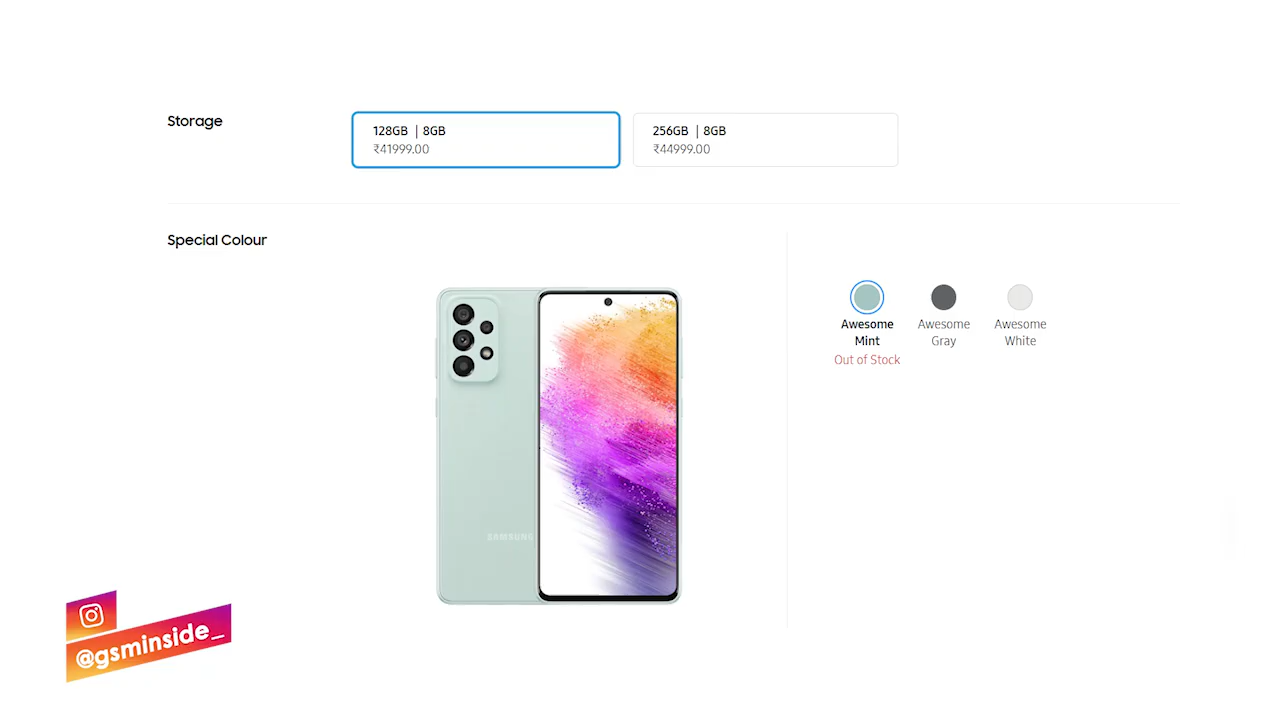 Storage
128GB | 8GB
₹41999.00
256GB | 8GB
₹44999.00
Special Colour
Awesome
Mint
Out of Stock
Awesome
Gray
Awesome
White
SAMSUNG
@gsminside_